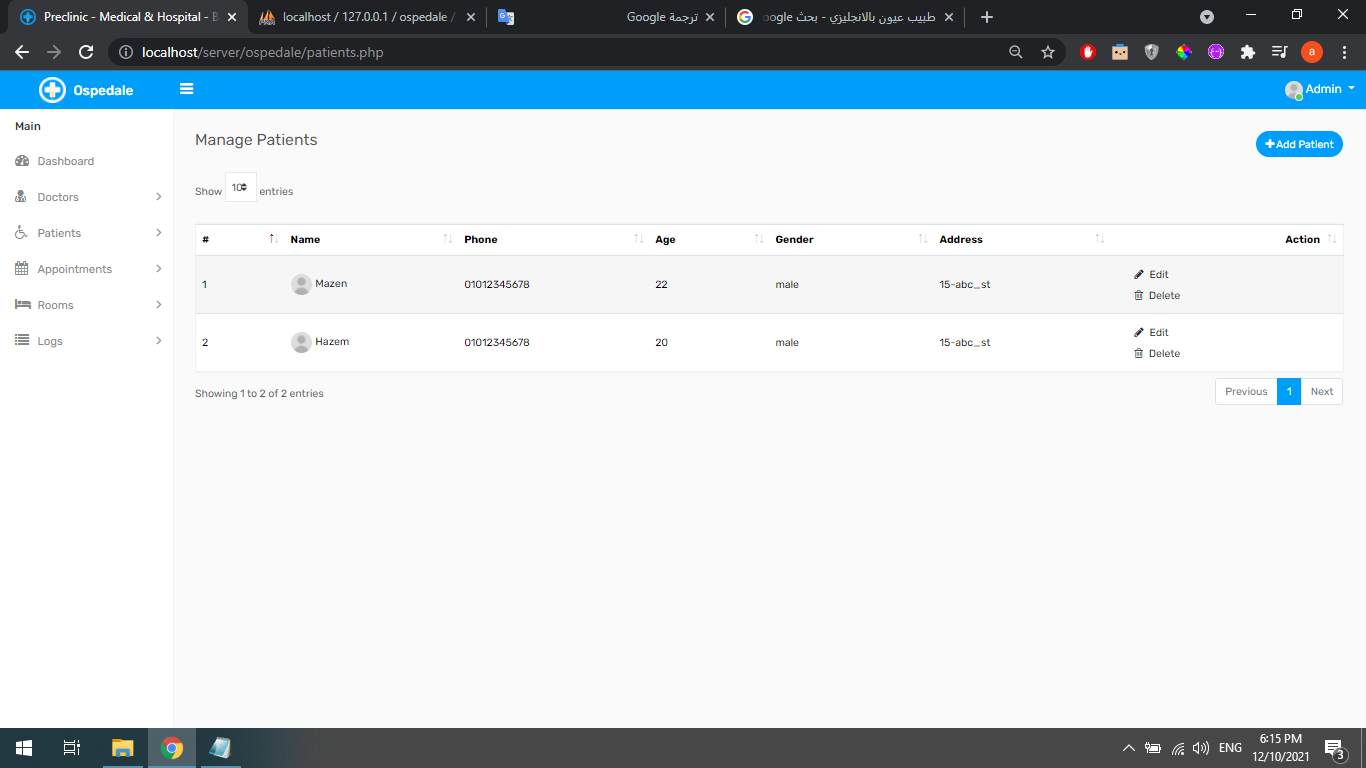 Preclinic - Medical & Hospital - B
localhost / 127.0.0.1 / ospedale /
ترجمة Google
طبيب عيون بالانجليزي - بحث oogle
localhost/server/ospedale/patients.php
a
Ospedale
Admin
Main
Dashboard
Doctors
Patients
Appointments
Rooms
Logs
Manage Patients
+Add Patient
Show 10 entries
# Name Phone Age Gender Address Action
1 Mazen 01012345678 22 male 15-abc_st Edit
Delete
2 Hazem 01012345678 20 male 15-abc_st Edit
Delete
Showing 1 to 2 of 2 entries
Previous 1 Next
ENG
6:15 PM
12/10/2021
3